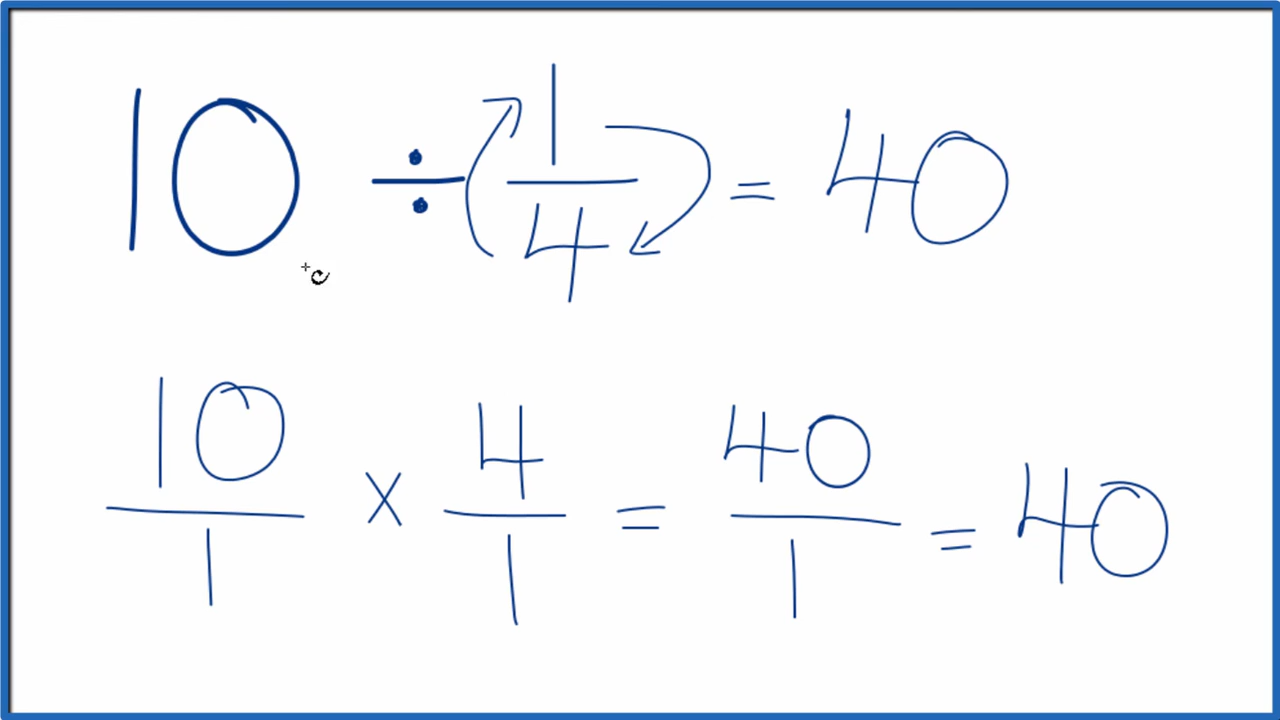 10 ÷ 1/4 = 40
10/1 x 4/1 = 40/1 = 40